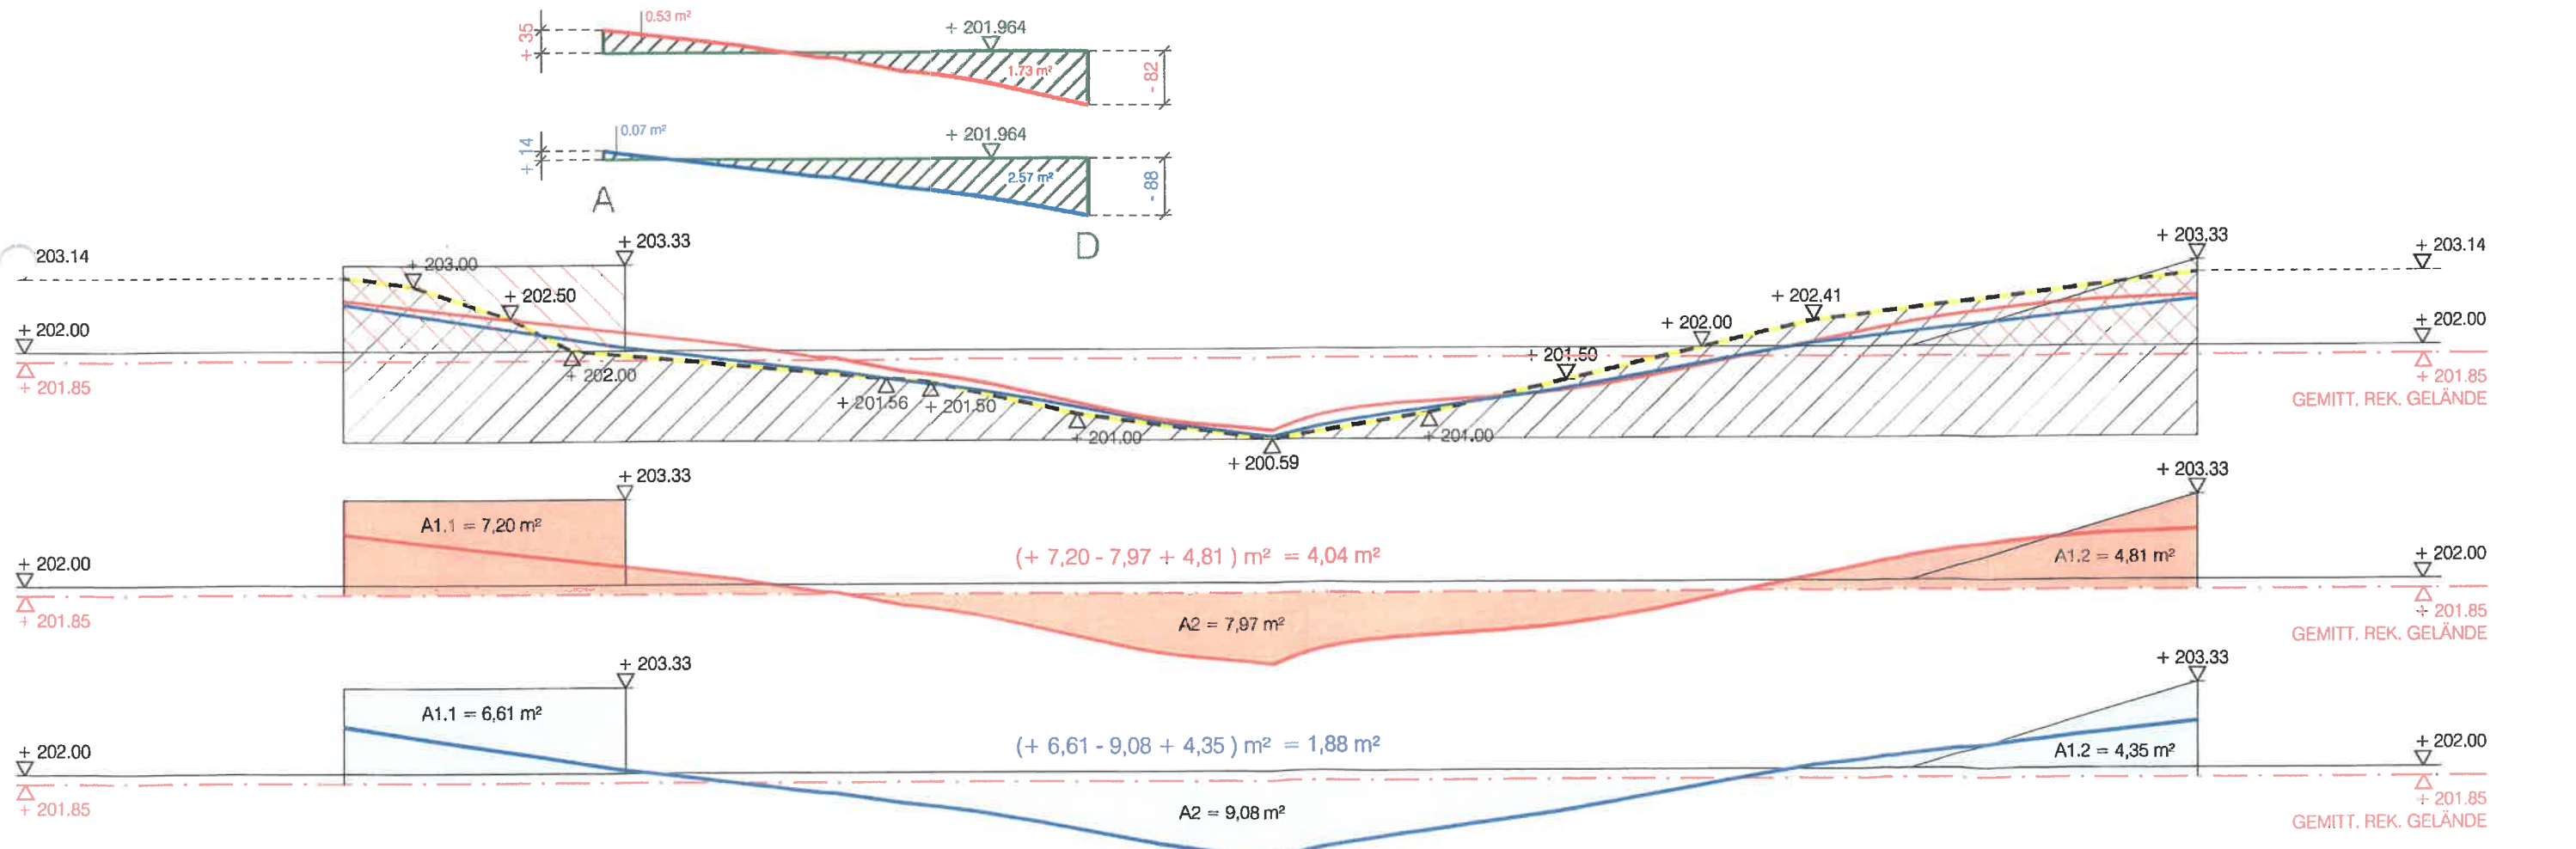 0.53 m²
+ 35
+ 201.964
1.73 m²
- 82
0.07 m²
+ 14
+ 201.964
2.57 m²
- 88
A
D
203.14
+ 203.00
+ 203.33
+ 202.50
+ 202.00
+ 201.85
+ 202.00
+ 201.56
+ 201.50
+ 201.00
+ 200.59
+ 201.00
+ 201.50
+ 202.00
+ 202.41
+ 203.33
+ 203.14
+ 202.00
+ 201.85
GEMITT. REK. GELÄNDE
+ 203.33
A1.1 = 7,20 m²
+ 202.00
+ 201.85
(+ 7,20 - 7,97 + 4,81 ) m² = 4,04 m²
A2 = 7,97 m²
+ 203.33
A1.2 = 4,81 m²
+ 202.00
+ 201.85
GEMITT. REK. GELÄNDE
+ 203.33
A1.1 = 6,61 m²
+ 202.00
+ 201.85
(+ 6,61 - 9,08 + 4,35 ) m² = 1,88 m²
A2 = 9,08 m²
+ 203.33
A1.2 = 4,35 m²
+ 202.00
+ 201.85
GEMITT. REK. GELÄNDE